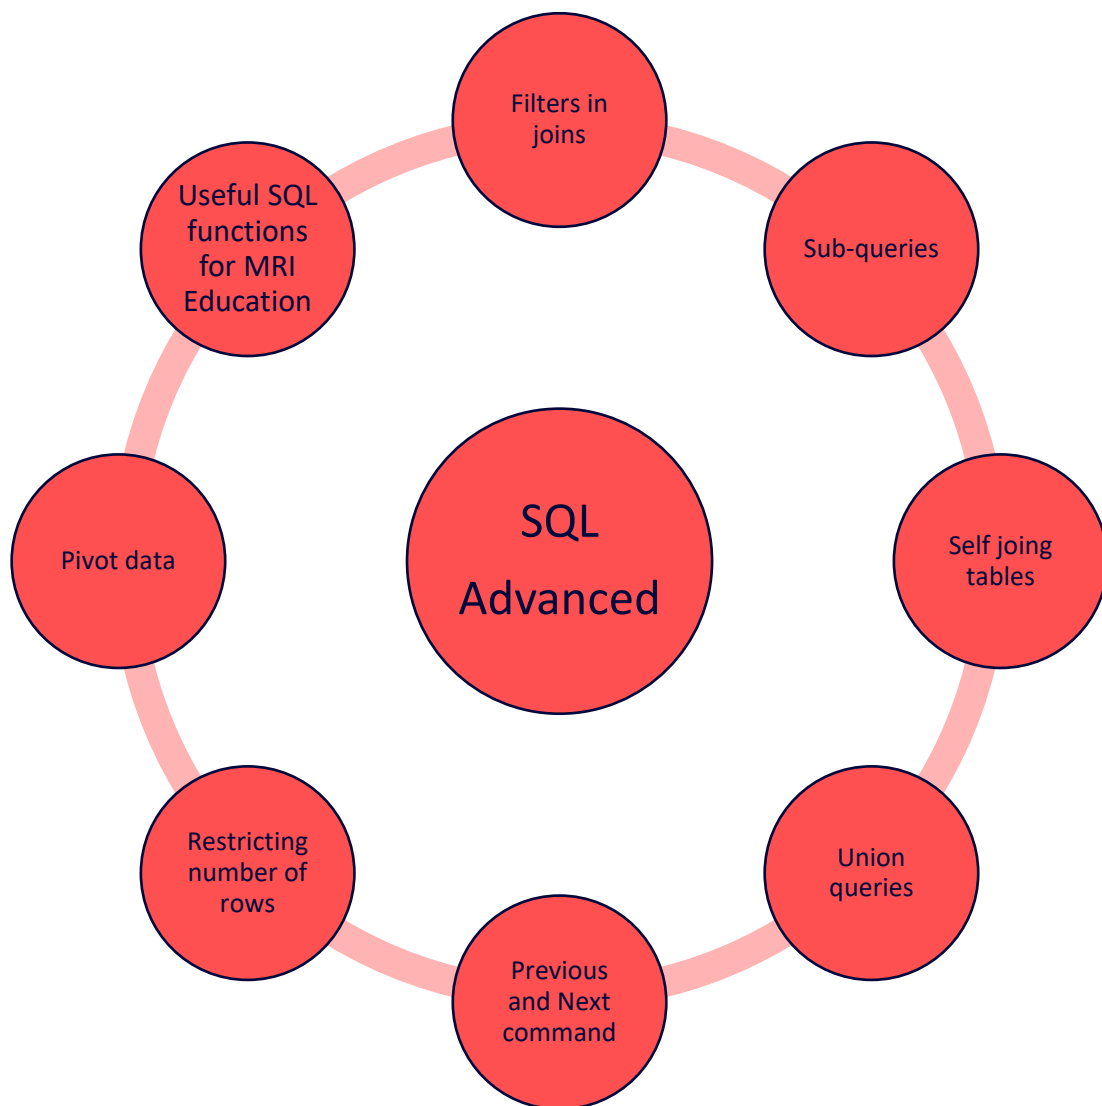 Filters in
joins
Useful SQL
functions
for MRI
Education
Sub-queries
Pivot data
SQL
Advanced
Self joing
tables
Restricting
number of
rows
Union
queries
Previous
and Next
command